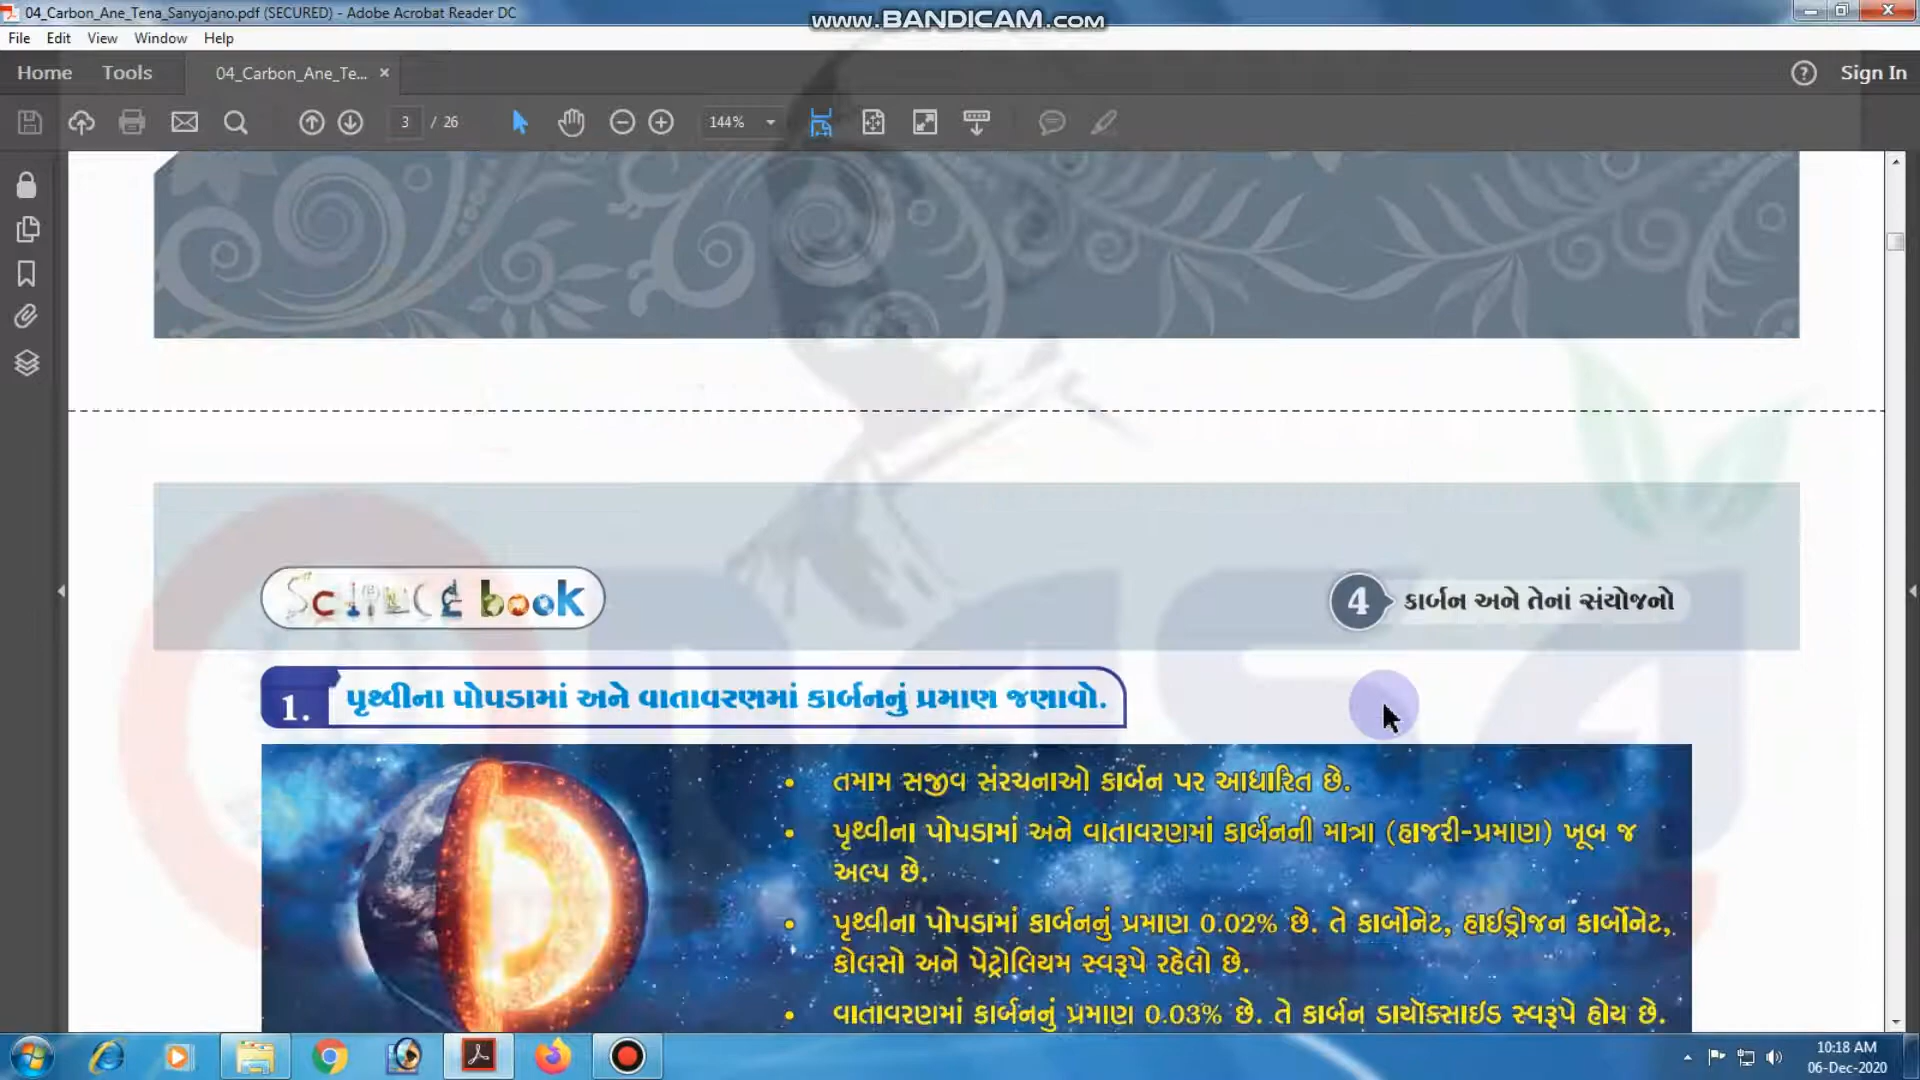 04_Carbon_Ane_Tena_Sanyojano.pdf (SECURED) - Adobe Acrobat Reader DC
WWW.BANDICAM.COM
File Edit View Window Help
Home Tools 04_Carbon_Ane_Te... × Sign In
3 / 26 144%
Science book
4 કાર્બન અને તેનાં સંયોજનો
1. પૃથ્વીના પોપડામાં અને વાતાવરણમાં કાર્બનનું પ્રમાણ જણાવો.
• તમામ સજીવ સંરચનાઓ કાર્બન પર આધારિત છે.
• પૃથ્વીના પોપડામાં અને વાતાવરણમાં કાર્બનની માત્રા (હાજરી-પ્રમાણ) ખૂબ જ
અલ્પ છે.
• પૃથ્વીના પોપડામાં કાર્બનનું પ્રમાણ 0.02% છે. તે કાર્બોનેટ, હાઈડ્રોજન કાર્બોનેટ,
કોલસો અને પેટ્રોલિયમ સ્વરૂપે રહેલો છે.
• વાતાવરણમાં કાર્બનનું પ્રમાણ 0.03% છે. તે કાર્બન ડાયૉક્સાઈડ સ્વરૂપે હોય છે.
10:18 AM
06-Dec-2020